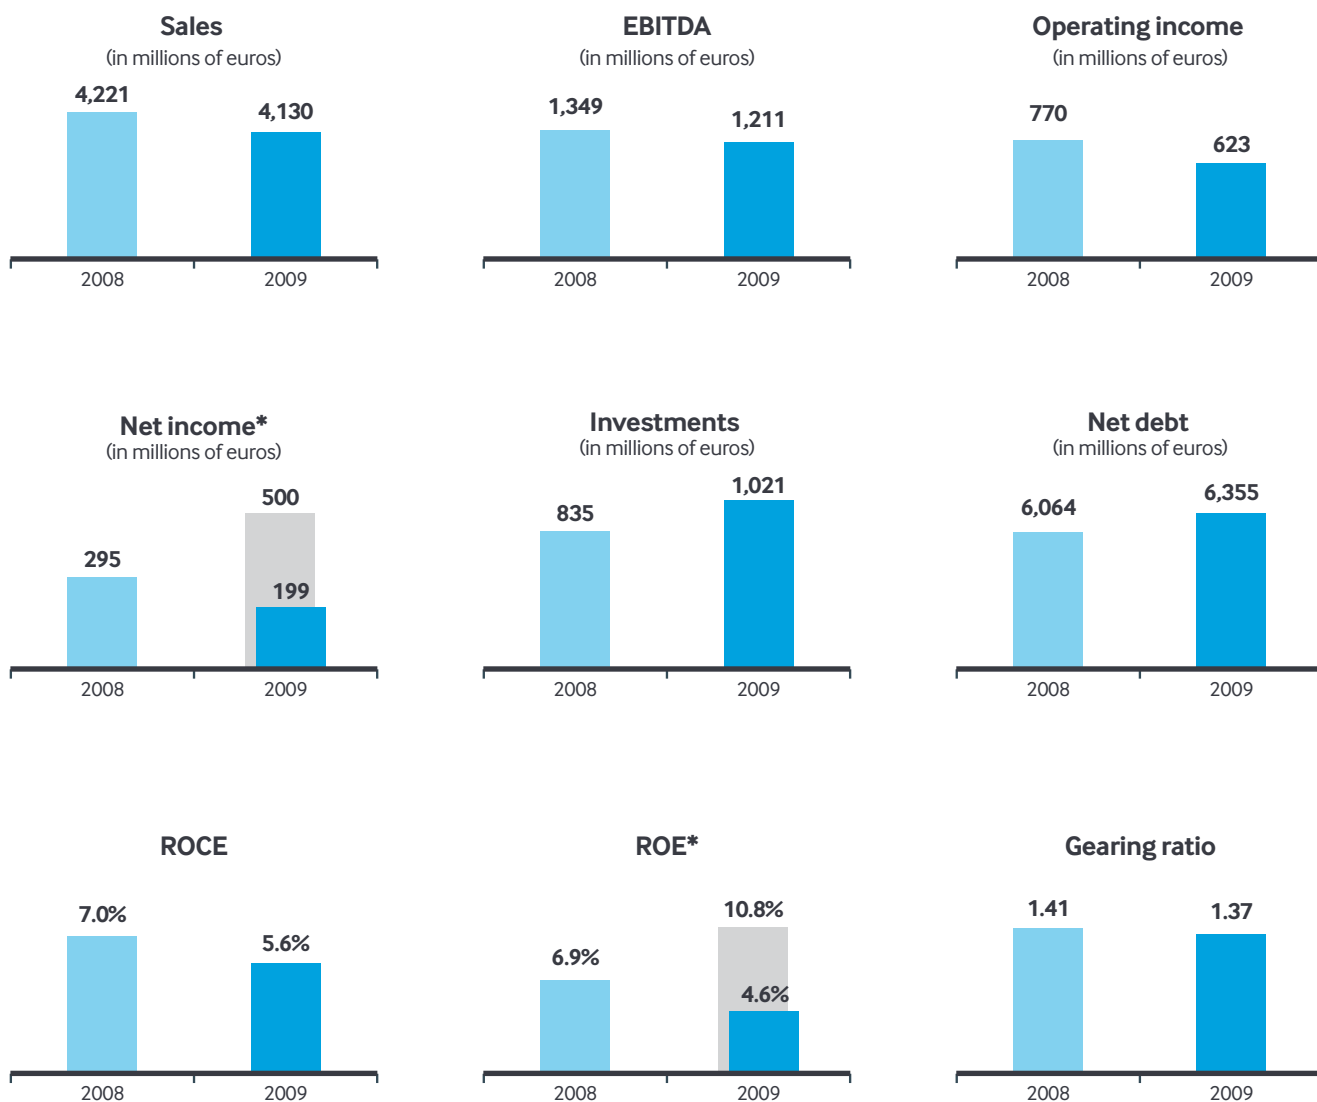 Sales
(in millions of euros)
4,221
4,130
2008
2009
EBITDA
(in millions of euros)
1,349
1,211
2008
2009
Operating income
(in millions of euros)
770
623
2008
2009
Net income*
(in millions of euros)
295
500
199
2008
2009
Investments
(in millions of euros)
835
1,021
2008
2009
Net debt
(in millions of euros)
6,064
6,355
2008
2009
ROCE
7.0%
5.6%
2008
2009
ROE*
6.9%
10.8%
4.6%
2008
2009
Gearing ratio
1.41
1.37
2008
2009